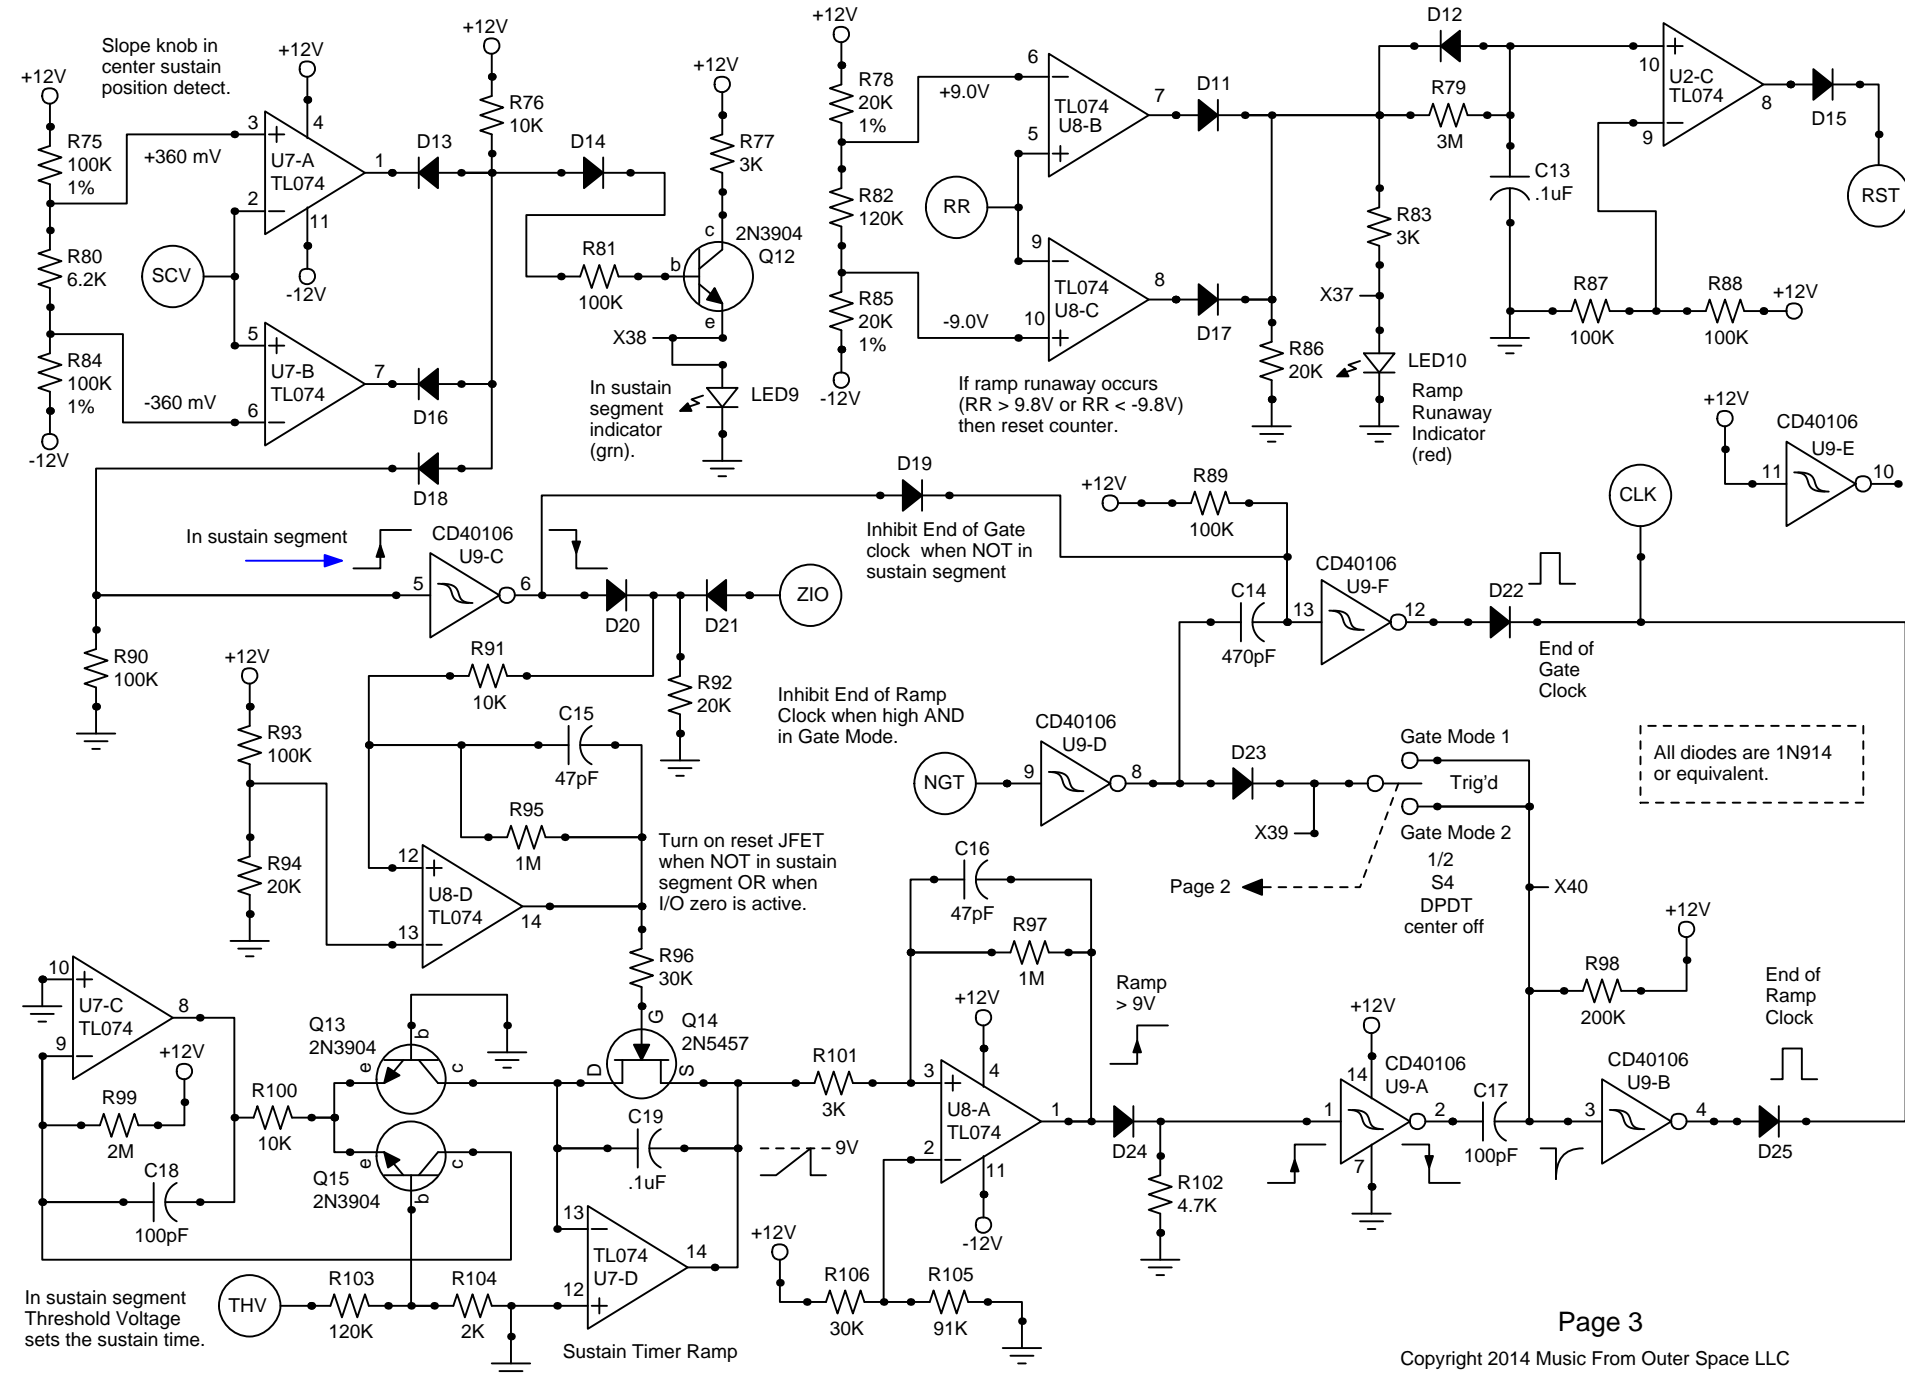 Slope knob in
center sustain
position detect.
+12V
+12V
+12V
+12V
R75
100K
1%
+360 mV
3
4
2
11
1
U7-A
TL074
-12V
R80
6.2K
SCV
R84
100K
1%
-12V
-360 mV
5
6
7
U7-B
TL074
D13
R76
10K
D14
D16
D18
R77
3K
R81
100K
b
c
e
2N3904
Q12
X38
LED9
In sustain
segment
indicator
(grn).
+12V
R78
20K
1%
+9.0V
R82
120K
R85
20K
1%
-9.0V
-12V
RR
6
5
7
TL074
U8-B
9
10
8
TL074
U8-C
D11
D17
R86
20K
If ramp runaway occurs
(RR > 9.8V or RR < -9.8V)
then reset counter.
D12
R79
3M
R83
3K
X37
LED10
Ramp
Runaway
Indicator
(red)
C13
.1uF
10
9
8
U2-C
TL074
D15
RST
R87
100K
R88
100K
+12V
+12V
CD40106
U9-E
11
10
In sustain segment
CD40106
U9-C
5
6
R90
100K
D19
Inhibit End of Gate
clock when NOT in
sustain segment
D20
D21
ZIO
R91
10K
R92
20K
+12V
R89
100K
C14
470pF
CD40106
U9-F
13
12
D22
CLK
End of
Gate
Clock
+12V
R93
100K
R94
20K
C15
47pF
R95
1M
12
13
14
U8-D
TL074
Turn on reset JFET
when NOT in sustain
segment OR when
I/O zero is active.
R96
30K
Inhibit End of Ramp
Clock when high AND
in Gate Mode.
NGT
CD40106
U9-D
9
8
D23
X39
Gate Mode 1
Trig'd
Gate Mode 2
1/2
S4
DPDT
center off
Page 2
X40
All diodes are 1N914
or equivalent.
10
9
8
U7-C
TL074
+12V
R99
2M
C18
100pF
R100
10K
Q13
2N3904
e
b
c
Q15
2N3904
e
b
c
Q14
2N5457
G
D
S
C19
.1uF
9V
13
12
14
TL074
U7-D
Sustain Timer Ramp
In sustain segment
Threshold Voltage
sets the sustain time.
THV
R103
120K
R104
2K
R101
3K
C16
47pF
R97
1M
+12V
3
4
2
11
1
U8-A
TL074
-12V
+12V
R106
30K
R105
91K
Ramp
> 9V
D24
R102
4.7K
+12V
CD40106
U9-A
14
1
2
7
C17
100pF
R98
200K
+12V
CD40106
U9-B
3
4
D25
End of
Ramp
Clock
Page 3
Copyright 2014 Music From Outer Space LLC